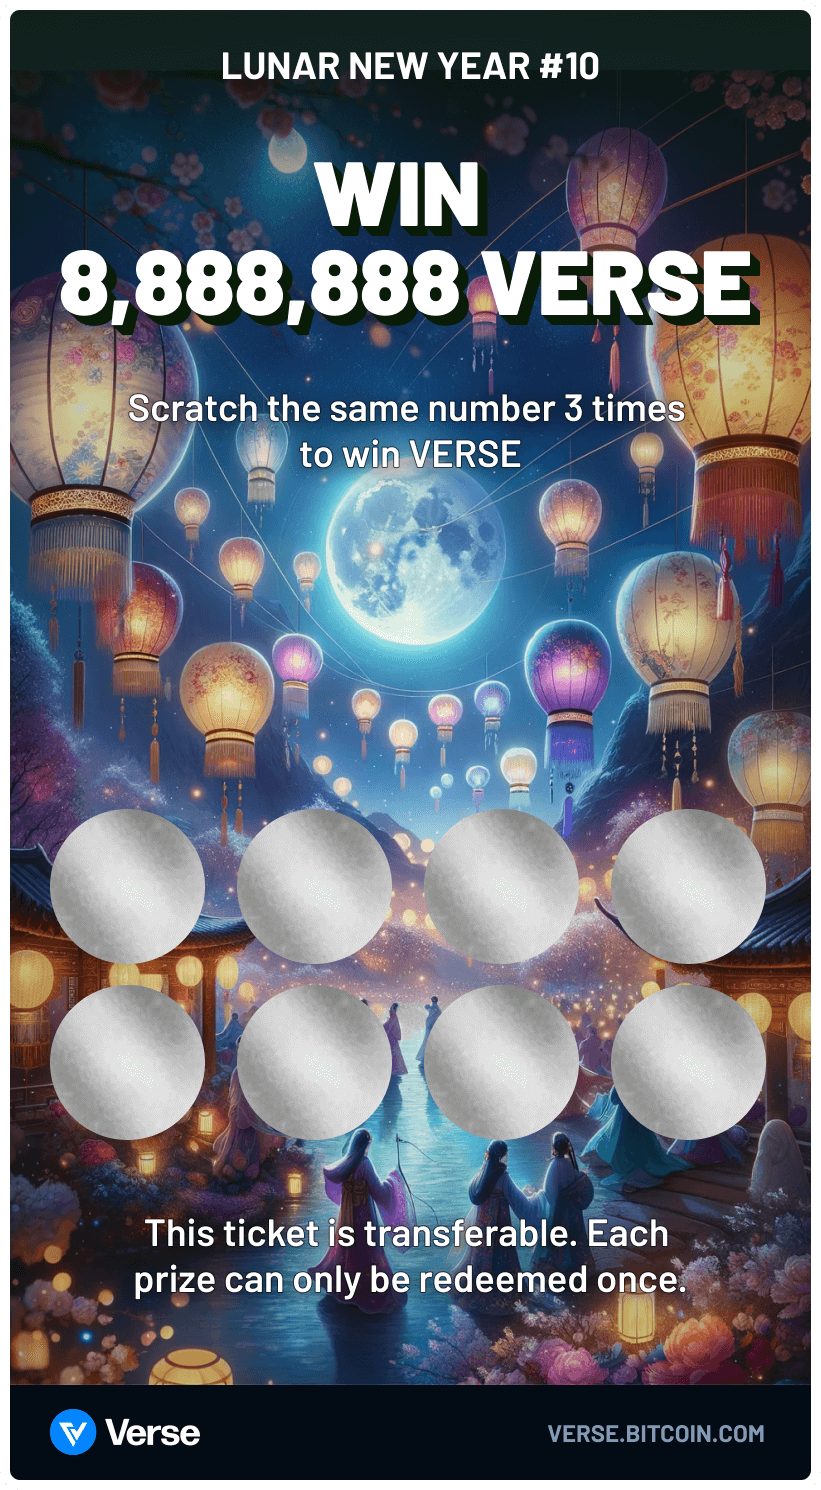 LUNAR NEW YEAR #10
WIN
8,888,888 VERSE
Scratch the same number 3 times
to win VERSE
This ticket is transferable. Each
prize can only be redeemed once.
Verse
VERSE.BITCOIN.COM